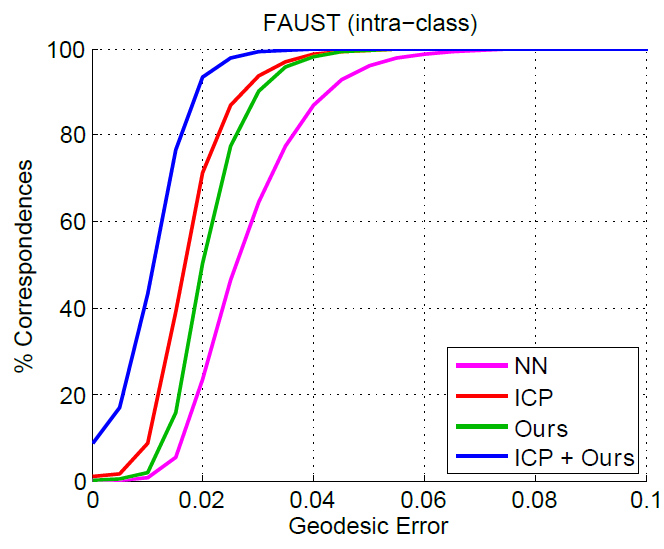 FAUST (intra−class)
100
80
60
40
20
0
% Correspondences
NN
ICP
Ours
ICP + Ours
0 0.02 0.04 0.06 0.08 0.1
Geodesic Error